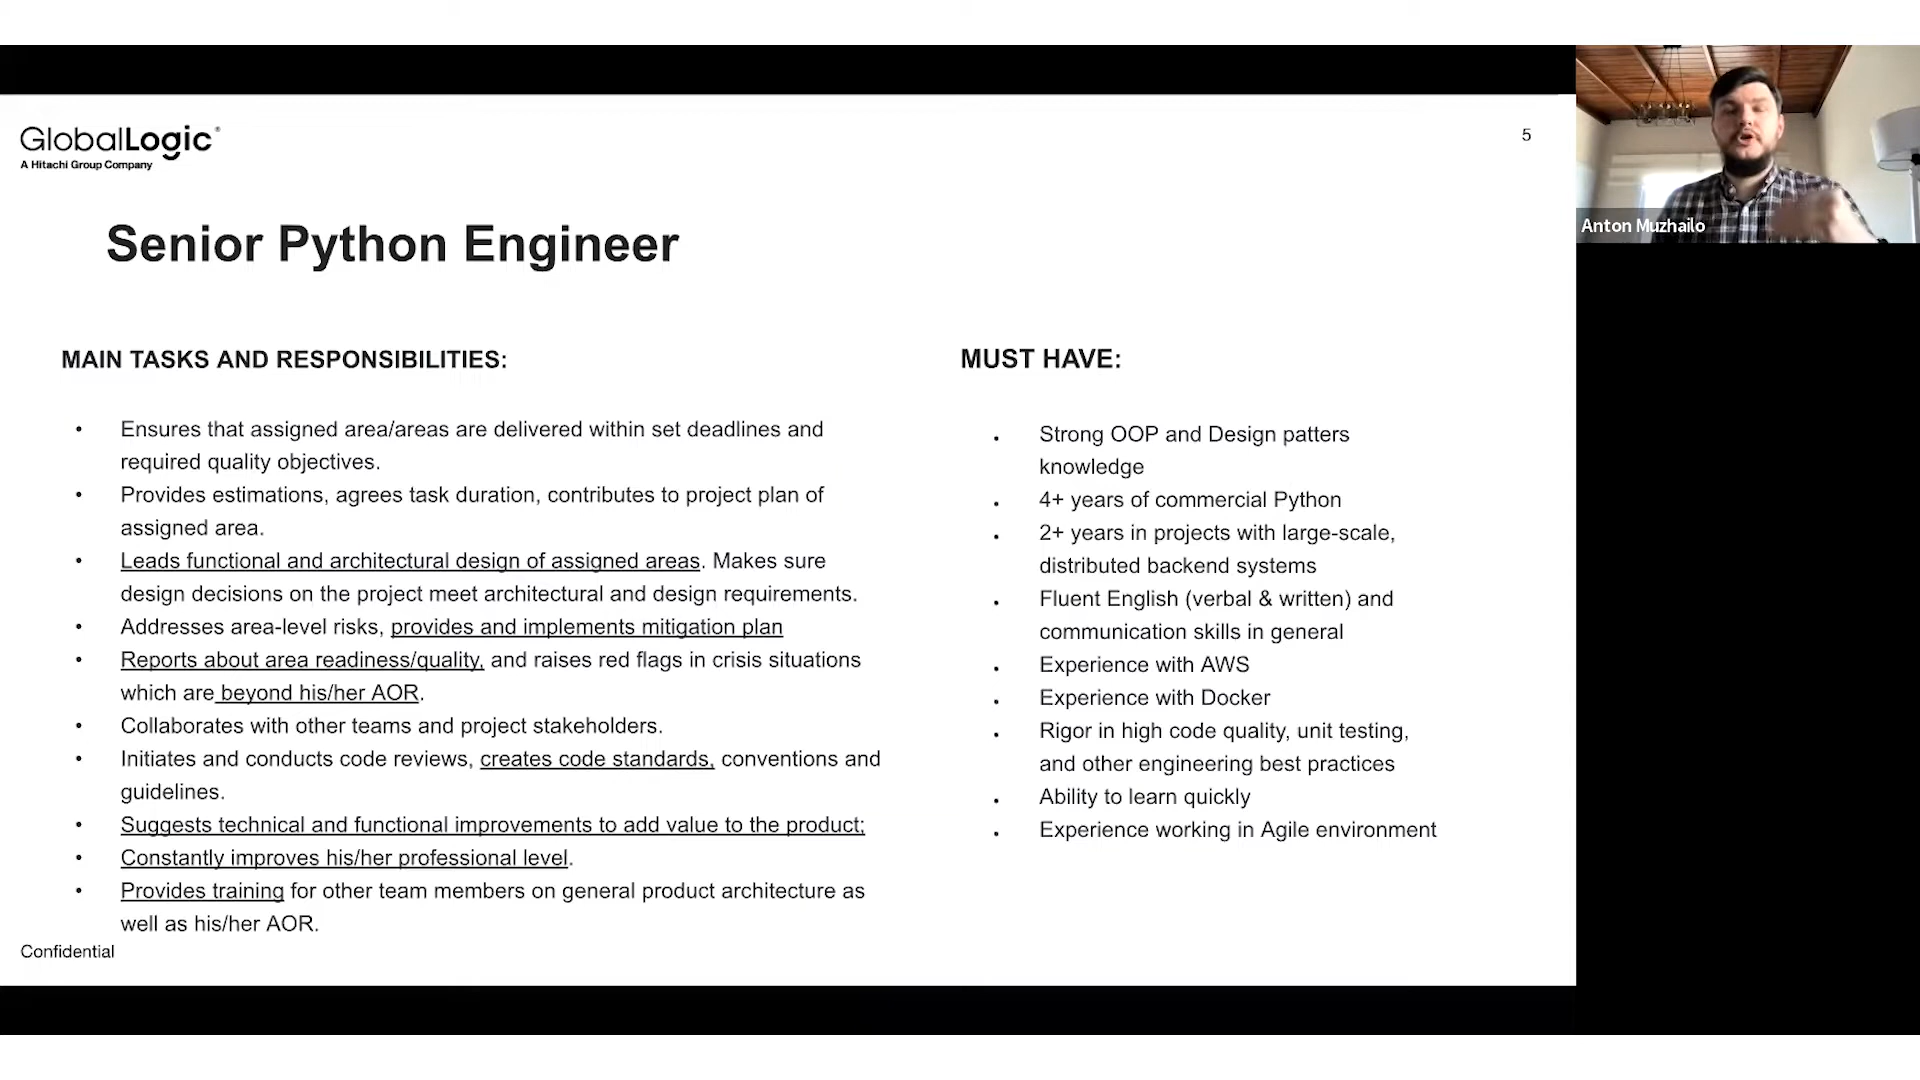 GlobalLogic®
A Hitachi Group Company
5
Anton Muzhailo
Senior Python Engineer
MAIN TASKS AND RESPONSIBILITIES:
• Ensures that assigned area/areas are delivered within set deadlines and
required quality objectives.
• Provides estimations, agrees task duration, contributes to project plan of
assigned area.
• Leads functional and architectural design of assigned areas. Makes sure
design decisions on the project meet architectural and design requirements.
• Addresses area-level risks, provides and implements mitigation plan
• Reports about area readiness/quality, and raises red flags in crisis situations
which are beyond his/her AOR.
• Collaborates with other teams and project stakeholders.
• Initiates and conducts code reviews, creates code standards, conventions and
guidelines.
• Suggests technical and functional improvements to add value to the product;
• Constantly improves his/her professional level.
• Provides training for other team members on general product architecture as
well as his/her AOR.
MUST HAVE:
• Strong OOP and Design patters
knowledge
• 4+ years of commercial Python
• 2+ years in projects with large-scale,
distributed backend systems
• Fluent English (verbal & written) and
communication skills in general
• Experience with AWS
• Experience with Docker
• Rigor in high code quality, unit testing,
and other engineering best practices
• Ability to learn quickly
• Experience working in Agile environment
Confidential